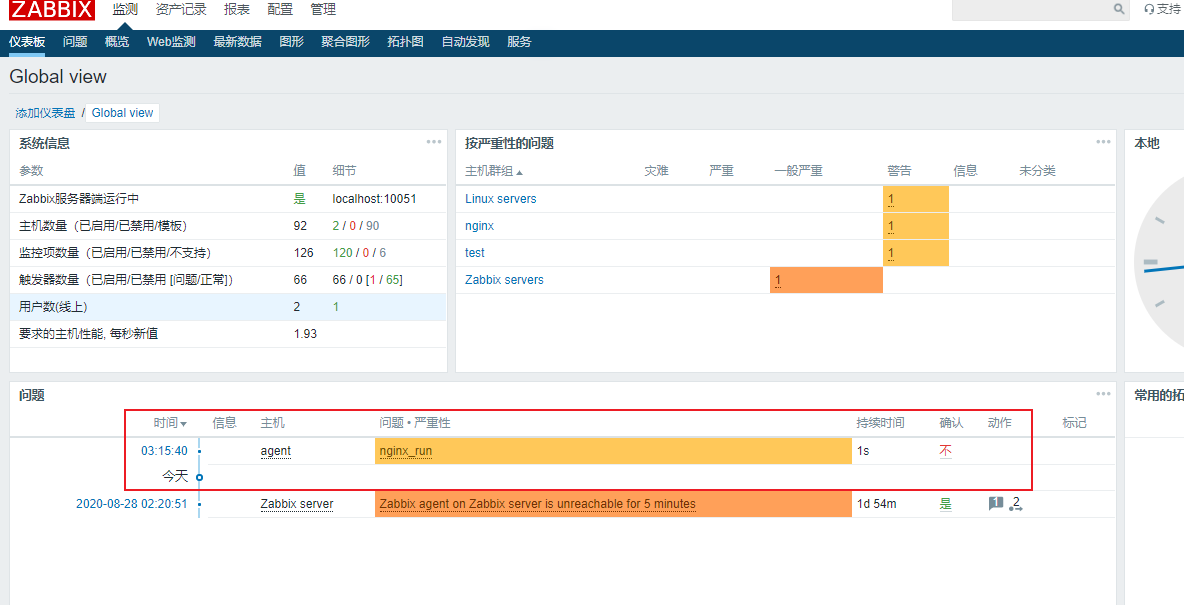 ZABBIX 监测 资产记录 报表 配置 管理 支持
仪表板 问题 概览 Web监测 最新数据 图形 聚合图形 拓扑图 自动发现 服务
Global view
添加仪表盘 / Global view
系统信息
参数 值 细节
Zabbix服务器端运行中 是 localhost:10051
主机数量（已启用/已禁用/模板） 92 2 / 0 / 90
监控项数量（已启用/已禁用/不支持） 126 120 / 0 / 6
触发器数量（已启用/已禁用 [问题/正常]） 66 66 / 0 [1 / 65]
用户数(线上) 2 1
要求的主机性能, 每秒新值 1.93
按严重性的问题
主机群组 灾难 严重 一般严重 警告 信息 未分类
Linux servers 1
nginx 1
test 1
Zabbix servers 1
本地
问题
时间 信息 主机 问题 • 严重性 持续时间 确认 动作 标记
03:15:40 agent nginx_run 1s 不
今天
2020-08-28 02:20:51 Zabbix server Zabbix agent on Zabbix server is unreachable for 5 minutes 1d 54m 是 1 2
常用的拓